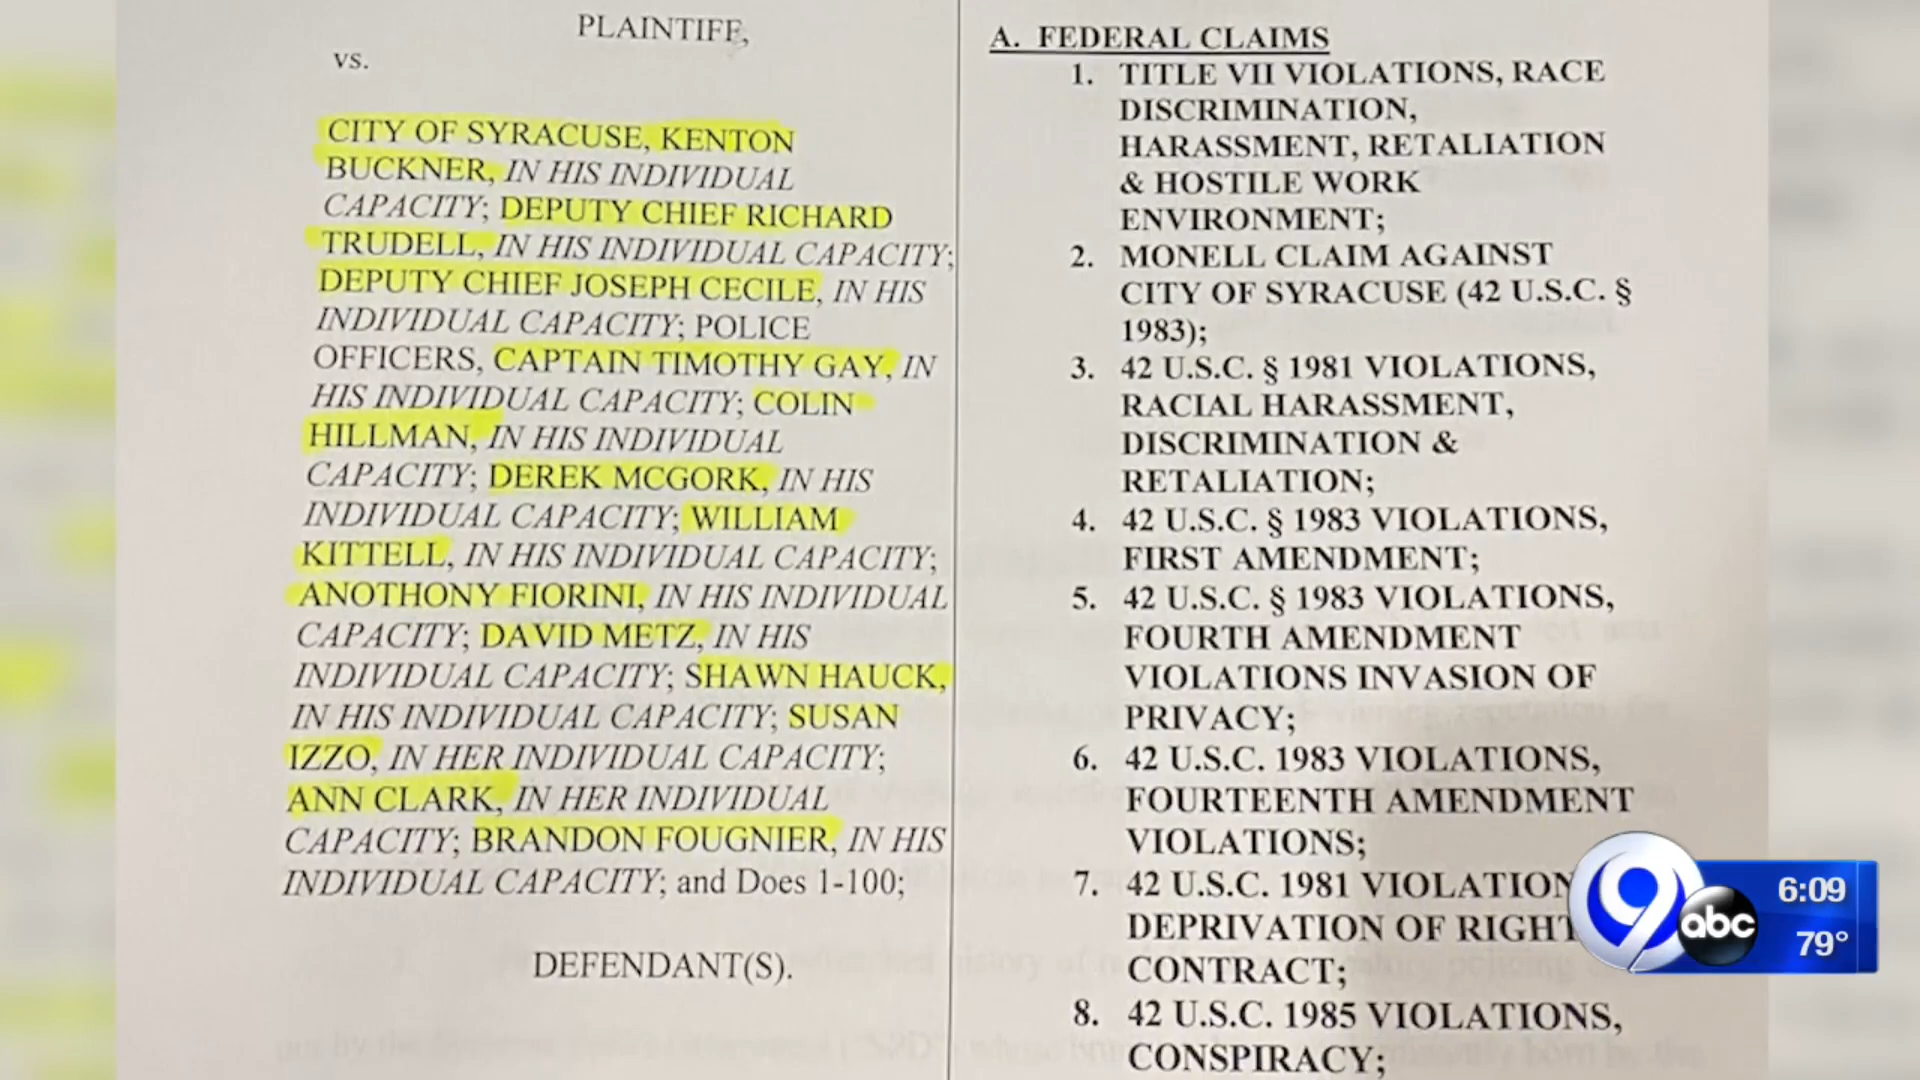 PLAINTIFF,
vs.
CITY OF SYRACUSE, KENTON
BUCKNER, IN HIS INDIVIDUAL
CAPACITY; DEPUTY CHIEF RICHARD
TRUDELL, IN HIS INDIVIDUAL CAPACITY;
DEPUTY CHIEF JOSEPH CECILE, IN HIS
INDIVIDUAL CAPACITY; POLICE
OFFICERS, CAPTAIN TIMOTHY GAY, IN
HIS INDIVIDUAL CAPACITY; COLIN
HILLMAN, IN HIS INDIVIDUAL
CAPACITY; DEREK MCGORK, IN HIS
INDIVIDUAL CAPACITY; WILLIAM
KITTELL, IN HIS INDIVIDUAL CAPACITY;
ANOTHONY FIORINI, IN HIS INDIVIDUAL
CAPACITY; DAVID METZ, IN HIS
INDIVIDUAL CAPACITY; SHAWN HAUCK,
IN HIS INDIVIDUAL CAPACITY; SUSAN
IZZO, IN HER INDIVIDUAL CAPACITY;
ANN CLARK, IN HER INDIVIDUAL
CAPACITY; BRANDON FOUGNIER, IN HIS
INDIVIDUAL CAPACITY; and Does 1-100;
DEFENDANT(S).
A. FEDERAL CLAIMS
1. TITLE VII VIOLATIONS, RACE
DISCRIMINATION,
HARASSMENT, RETALIATION
& HOSTILE WORK
ENVIRONMENT;
2. MONELL CLAIM AGAINST
CITY OF SYRACUSE (42 U.S.C. §
1983);
3. 42 U.S.C. § 1981 VIOLATIONS,
RACIAL HARASSMENT,
DISCRIMINATION &
RETALIATION;
4. 42 U.S.C. § 1983 VIOLATIONS,
FIRST AMENDMENT;
5. 42 U.S.C. § 1983 VIOLATIONS,
FOURTH AMENDMENT
VIOLATIONS INVASION OF
PRIVACY;
6. 42 U.S.C. 1983 VIOLATIONS,
FOURTEENTH AMENDMENT
VIOLATIONS;
7. 42 U.S.C. 1981 VIOLATION
DEPRIVATION OF RIGHT
CONTRACT;
8. 42 U.S.C. 1985 VIOLATIONS,
CONSPIRACY;
9
abc
6:09
79°